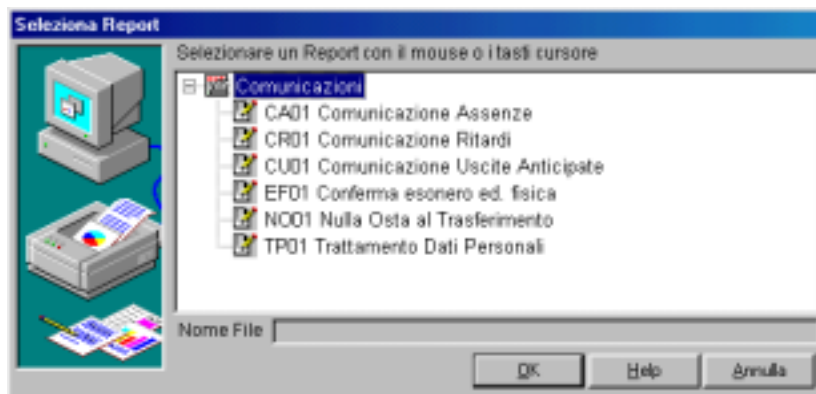 Seleziona Report
Selezionare un Report con il mouse o i tasti cursore
Comunicazioni
CA01 Comunicazione Assenze
CR01 Comunicazione Ritardi
CU01 Comunicazione Uscite Anticipate
EF01 Conferma esonero ed. fisica
NO01 Nulla Osta al Trasferimento
TP01 Trattamento Dati Personali
Nome File
OK Help Annulla